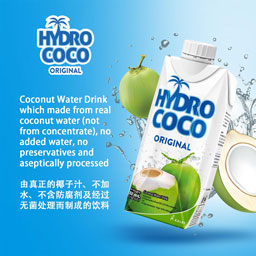 HYDRO
COCO
ORIGINAL
Coconut Water Drink
which made from real
coconut water (not
from concentrate), no
added water, no
preservatives and
aseptically processed
由真正的椰子汁、不加
水、不含防腐剂及经过
无菌处理而制成的饮料
HYDRO
COCO
ORIGINAL